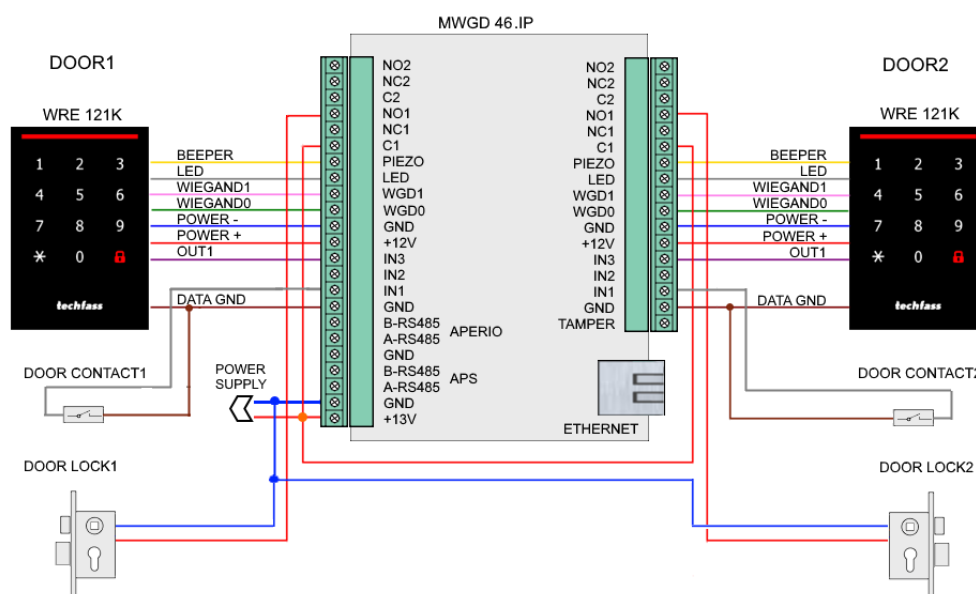 MWGD 46.IP
DOOR1
WRE 121K
1 2 3
4 5 6
7 8 9
* 0
techfass
BEEPER
LED
WIEGAND1
WIEGAND0
POWER -
POWER +
OUT1
DATA GND
DOOR CONTACT1
POWER
SUPPLY
DOOR LOCK1
NO2
NC2
C2
NO1
NC1
C1
PIEZO
LED
WGD1
WGD0
GND
+12V
IN3
IN2
IN1
GND
B-RS485
A-RS485
APERIO
GND
B-RS485
A-RS485
APS
GND
+13V
NO2
NC2
C2
NO1
NC1
C1
PIEZO
LED
WGD1
WGD0
GND
+12V
IN3
IN2
IN1
GND
TAMPER
ETHERNET
DOOR2
WRE 121K
BEEPER
LED
WIEGAND1
WIEGAND0
POWER -
POWER +
OUT1
DATA GND
1 2 3
4 5 6
7 8 9
* 0
techfass
DOOR CONTACT2
DOOR LOCK2